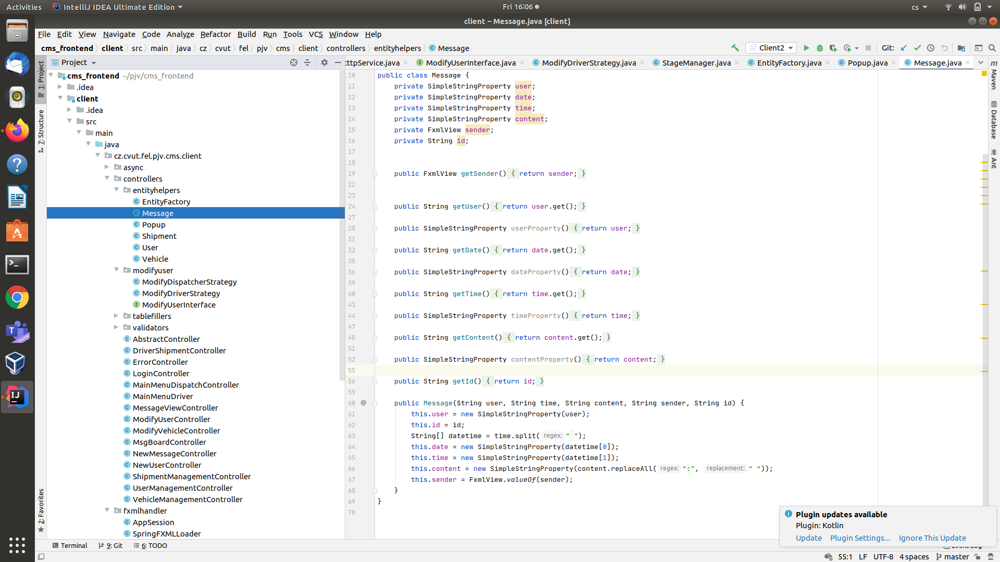 Activities IntelliJ IDEA Ultimate Edition Fri 16:06 cs
client – Message.java [client]
File Edit View Navigate Code Analyze Refactor Build Run Tools VCS Window Help
cms_frontend client src main java cz cvut fel pjv cms client controllers entityhelpers Message Client2 Git:
Project
ttpService.java ModifyUserInterface.java ModifyDriverStrategy.java StageManager.java EntityFactory.java Popup.java Message.java
1: Project
7: Structure
2: Favorites
Maven
Database
Ant
cms_frontend ~/pjv/cms_frontend
.idea
client
.idea
src
main
java
cz.cvut.fel.pjv.cms.client
async
controllers
entityhelpers
EntityFactory
Message
Popup
Shipment
User
Vehicle
modifyuser
ModifyDispatcherStrategy
ModifyDriverStrategy
ModifyUserInterface
tablefillers
validators
AbstractController
DriverShipmentController
ErrorController
LoginController
MainMenuDispatchController
MainMenuDriver
MessageViewController
ModifyUserController
ModifyVehicleController
MsgBoardController
NewMessageController
NewUserController
ShipmentManagementController
UserManagementController
VehicleManagementController
fxmlhandler
AppSession
SpringFXMLLoader
10 public class Message {
11 private SimpleStringProperty user;
12 private SimpleStringProperty date;
13 private SimpleStringProperty time;
14 private SimpleStringProperty content;
15 private FxmlView sender;
16 private String id;
17
18
19 public FxmlView getSender() { return sender; }
22
23
24 public String getUser() { return user.get(); }
27
28 public SimpleStringProperty userProperty() { return user; }
31
32 public String getDate() { return date.get(); }
35
36 public SimpleStringProperty dateProperty() { return date; }
39
40 public String getTime() { return time.get(); }
43
44 public SimpleStringProperty timeProperty() { return time; }
47
48 public String getContent() { return content.get(); }
51
52 public SimpleStringProperty contentProperty() { return content; }
55
56 public String getId() { return id; }
59
60 @ public Message(String user, String time, String content, String sender, String id) {
61 this.user = new SimpleStringProperty(user);
62 this.id = id;
63 String[] datetime = time.split( regex: " ");
64 this.date = new SimpleStringProperty(datetime[0]);
65 this.time = new SimpleStringProperty(datetime[1]);
66 this.content = new SimpleStringProperty(content.replaceAll( regex: ":", replacement: " "));
67 this.sender = FxmlView.valueOf(sender);
68 }
69 }
70
Plugin updates available
Plugin: Kotlin
Update Plugin Settings... Ignore This Update
Terminal 9: Git 6: TODO Event Log
55:1 LF UTF-8 4 spaces master